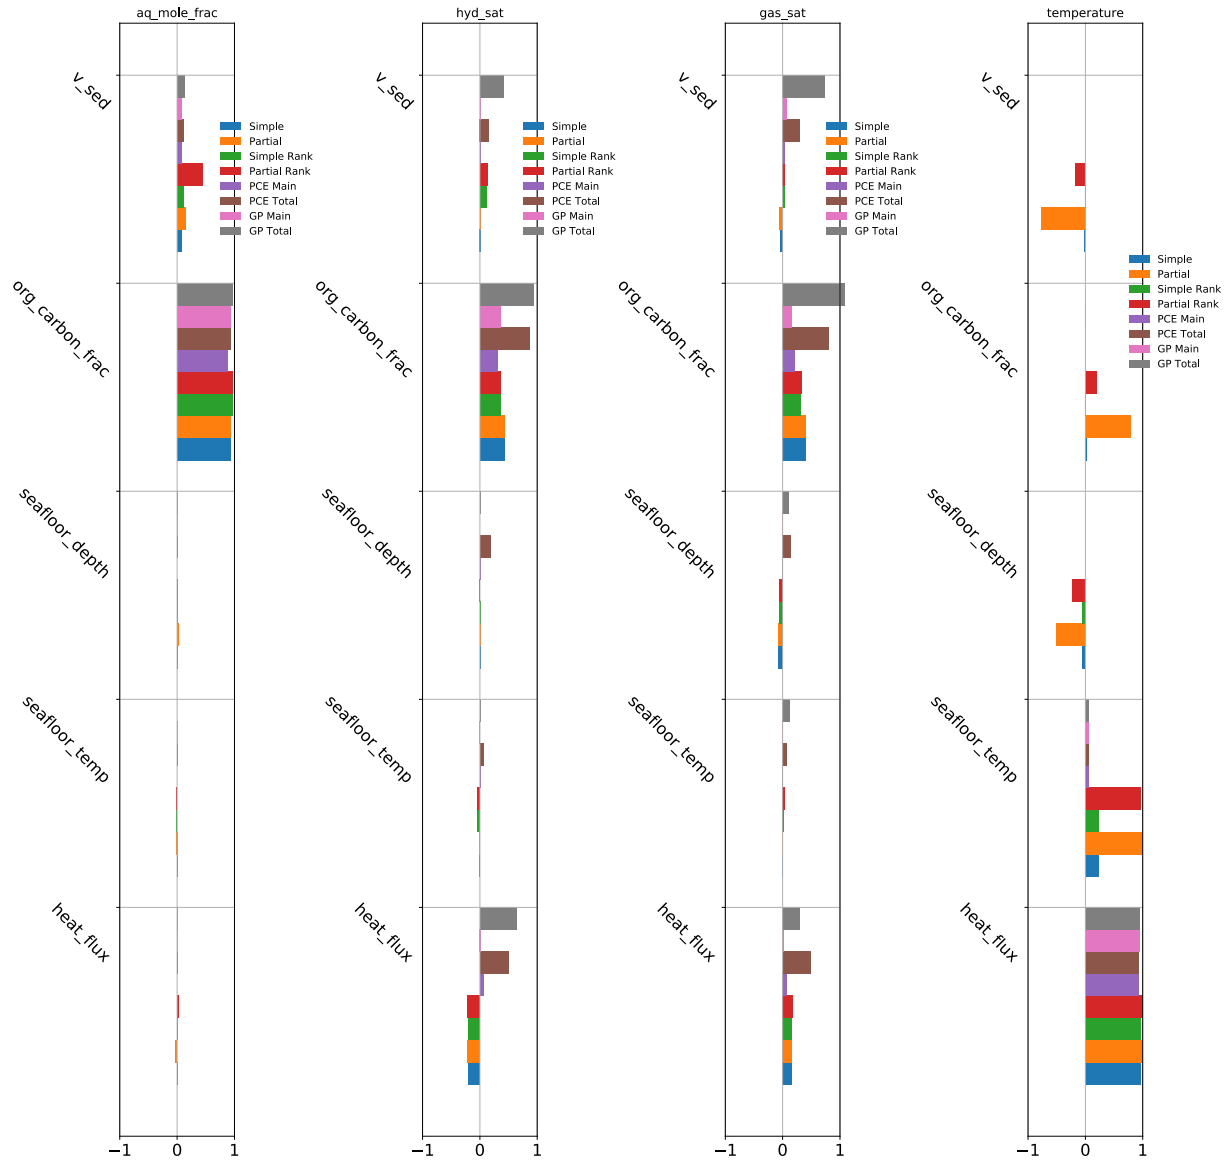 aq_mole_frac
v_sed
org_carbon_frac
seafloor_depth
seafloor_temp
heat_flux
Simple
Partial
Simple Rank
Partial Rank
PCE Main
PCE Total
GP Main
GP Total
−1 0 1
hyd_sat
v_sed
org_carbon_frac
seafloor_depth
seafloor_temp
heat_flux
Simple
Partial
Simple Rank
Partial Rank
PCE Main
PCE Total
GP Main
GP Total
−1 0 1
gas_sat
v_sed
org_carbon_frac
seafloor_depth
seafloor_temp
heat_flux
Simple
Partial
Simple Rank
Partial Rank
PCE Main
PCE Total
GP Main
GP Total
−1 0 1
temperature
v_sed
org_carbon_frac
seafloor_depth
seafloor_temp
heat_flux
Simple
Partial
Simple Rank
Partial Rank
PCE Main
PCE Total
GP Main
GP Total
−1 0 1